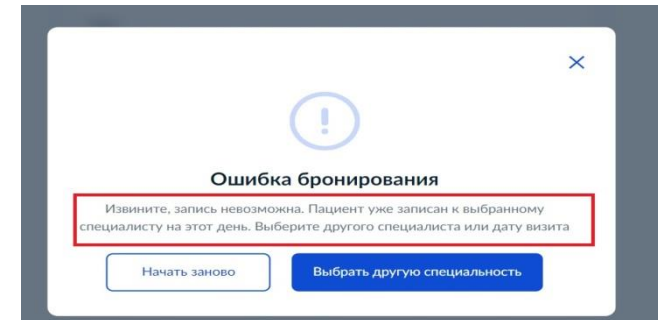 Ошибка бронирования
Извините, запись невозможна. Пациент уже записан к выбранному
специалисту на этот день. Выберите другого специалиста или дату визита
Начать заново
Выбрать другую специальность